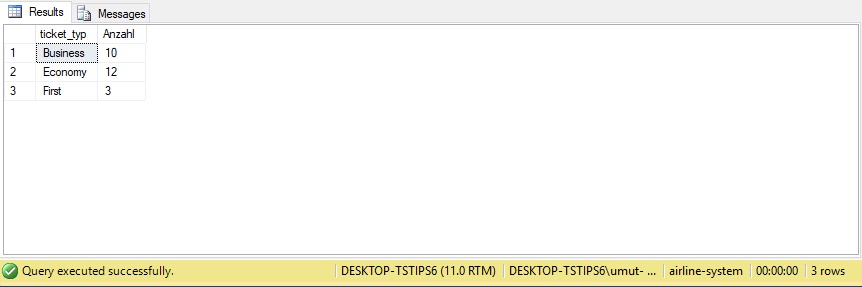 Results Messages
ticket_typ Anzahl
1 Business 10
2 Economy 12
3 First 3
Query executed successfully. DESKTOP-TSTIPS6 (11.0 RTM) DESKTOP-TSTIPS6\umut- ... airline-system 00:00:00 3 rows